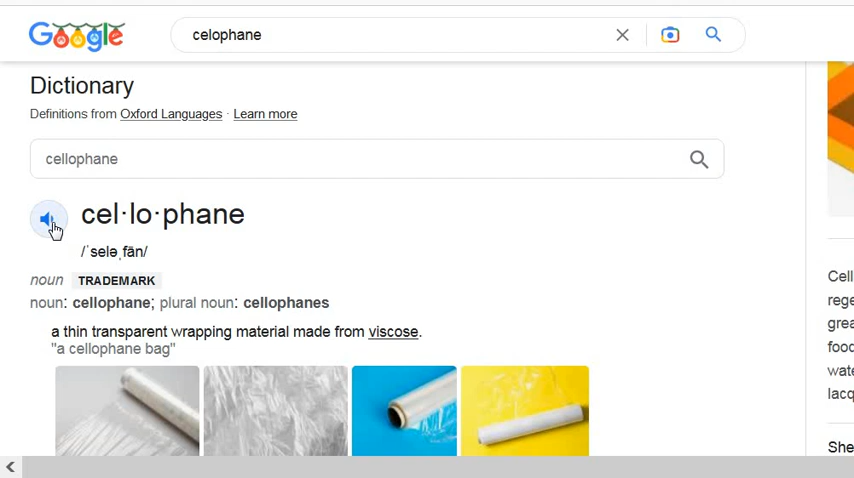 Google
celophane
Dictionary
Definitions from Oxford Languages · Learn more
cellophane
cel·lo·phane
/ˈseləˌfān/
noun TRADEMARK
noun: cellophane; plural noun: cellophanes
a thin transparent wrapping material made from viscose.
"a cellophane bag"
Cell
rege
grea
food
wate
lacq
She